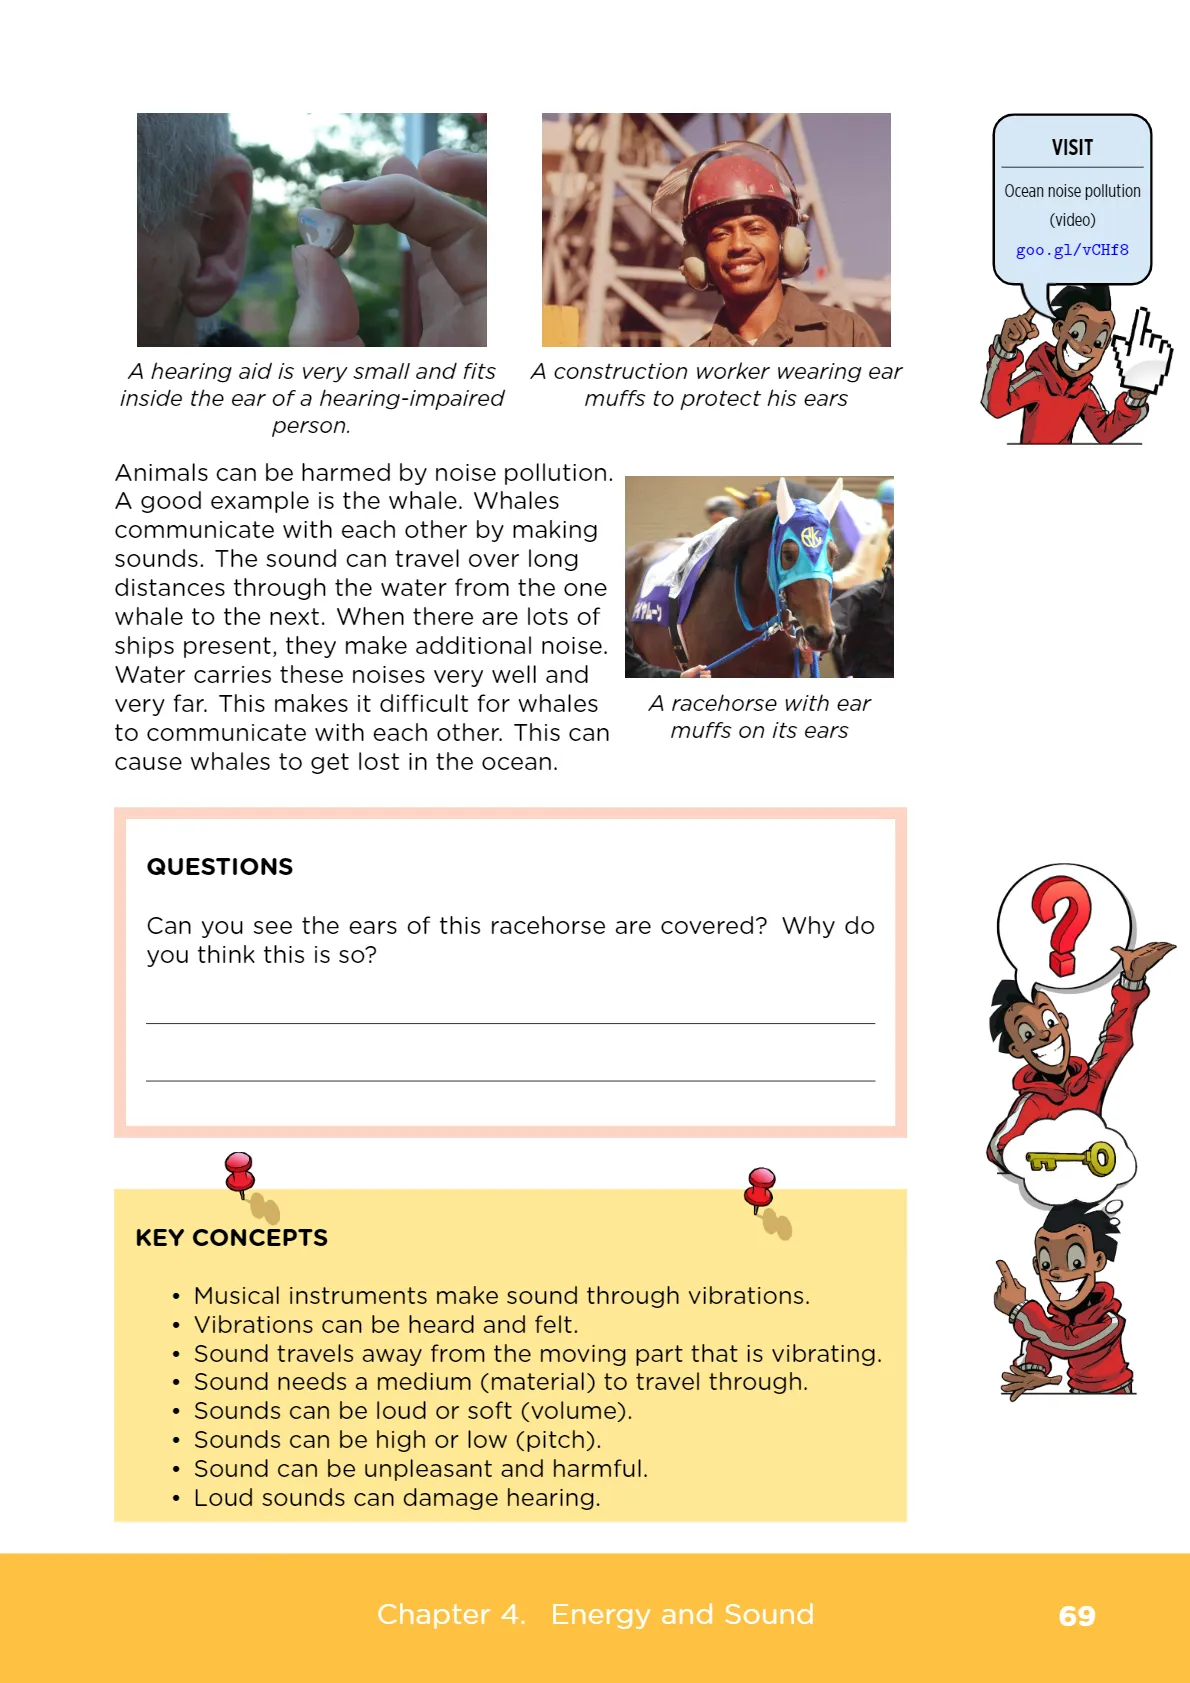 VISIT
Ocean noise pollution
(video)
goo.gl/vCHf8
A hearing aid is very small and fits
inside the ear of a hearing-impaired
person.
A construction worker wearing ear
muffs to protect his ears
Animals can be harmed by noise pollution.
A good example is the whale. Whales
communicate with each other by making
sounds. The sound can travel over long
distances through the water from the one
whale to the next. When there are lots of
ships present, they make additional noise.
Water carries these noises very well and
very far. This makes it difficult for whales
to communicate with each other. This can
cause whales to get lost in the ocean.
A racehorse with ear
muffs on its ears
QUESTIONS
Can you see the ears of this racehorse are covered? Why do
you think this is so?
?
KEY CONCEPTS
• Musical instruments make sound through vibrations.
• Vibrations can be heard and felt.
• Sound travels away from the moving part that is vibrating.
• Sound needs a medium (material) to travel through.
• Sounds can be loud or soft (volume).
• Sounds can be high or low (pitch).
• Sound can be unpleasant and harmful.
• Loud sounds can damage hearing.
Chapter 4. Energy and Sound
69